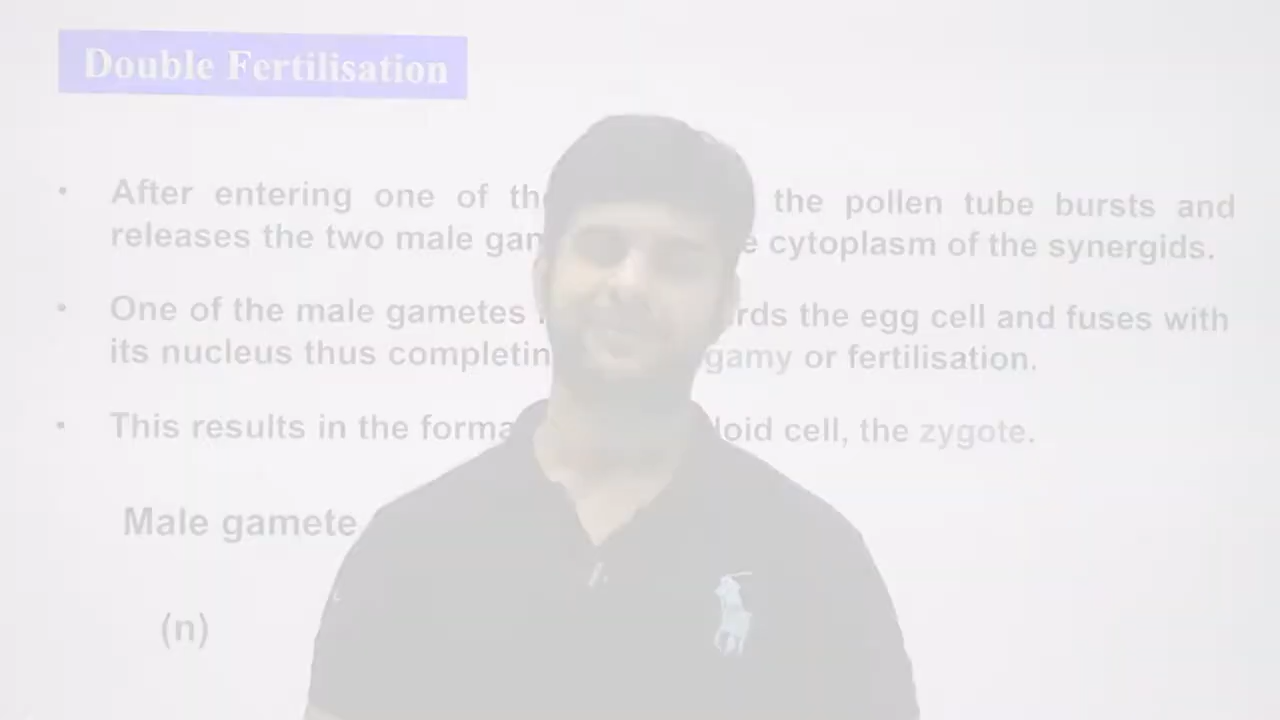 Double Fertilisation
• After entering one of the the pollen tube bursts and
releases the two male gam e cytoplasm of the synergids.
• One of the male gametes rds the egg cell and fuses with
its nucleus thus completin gamy or fertilisation.
• This results in the forma loid cell, the zygote.
Male gamete
(n)